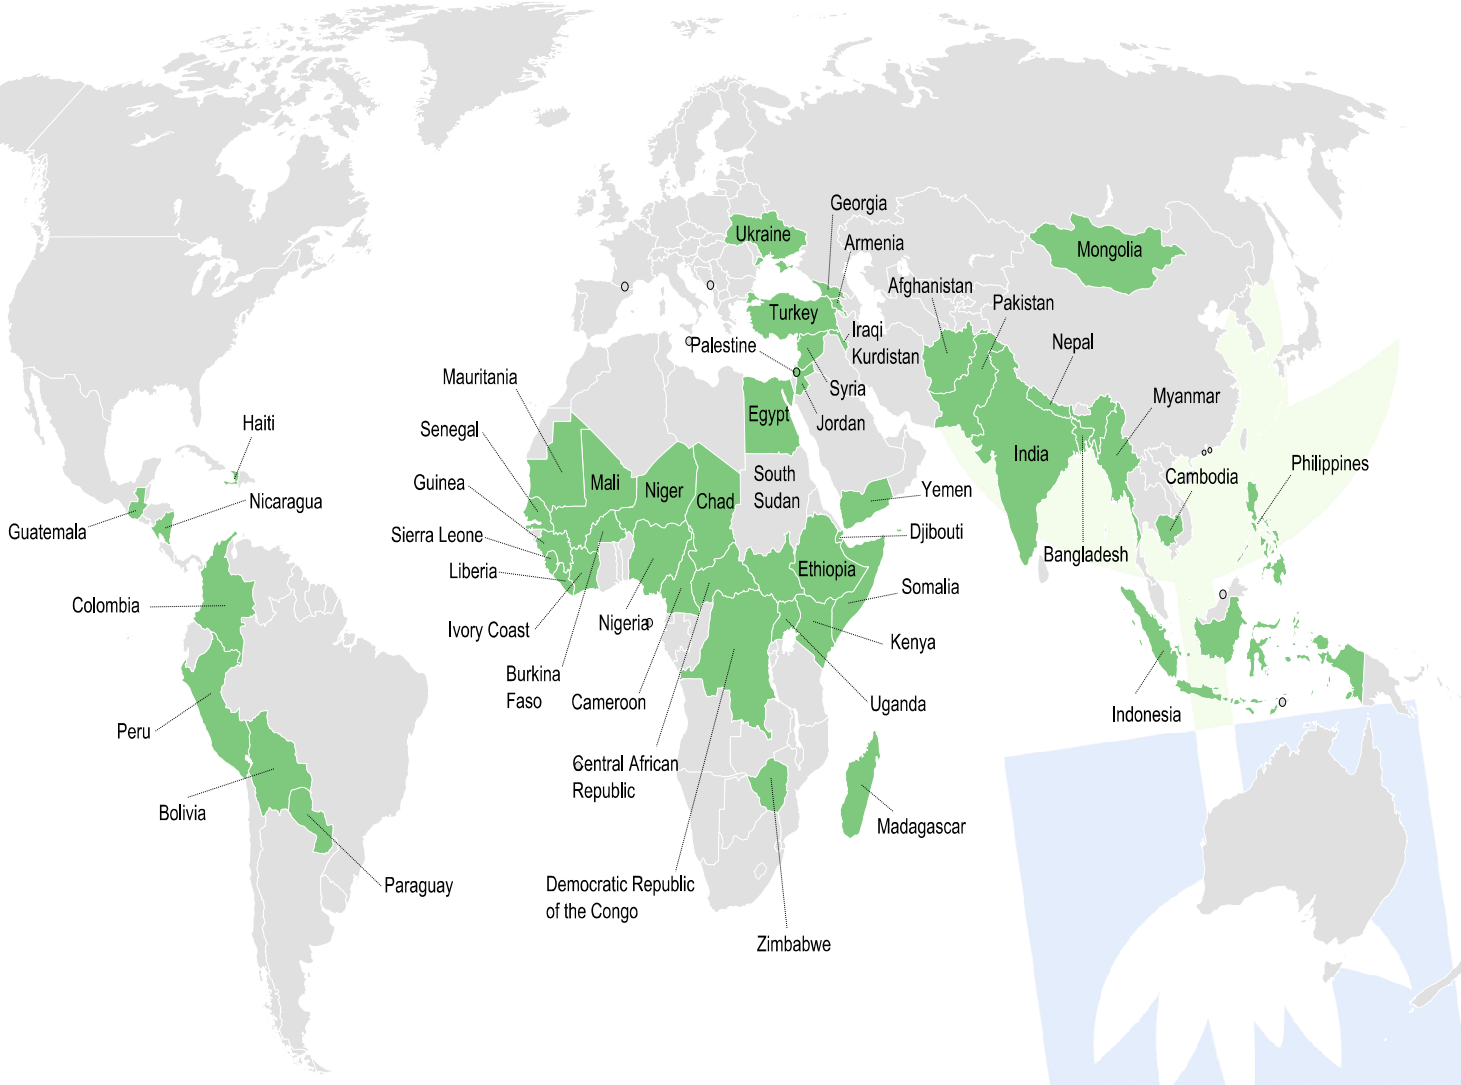 Georgia
Ukraine
Armenia
Mongolia
Afghanistan
Pakistan
Turkey
Iraqi
Kurdistan
Palestine
Nepal
Mauritania
Syria
Myanmar
Egypt
Jordan
Haiti
Senegal
India
Philippines
South
Sudan
Cambodia
Guinea
Mali
Niger
Chad
Yemen
Nicaragua
Guatemala
Sierra Leone
Djibouti
Bangladesh
Liberia
Ethiopia
Somalia
Colombia
Ivory Coast
Nigeria
Kenya
Burkina
Faso
Cameroon
Uganda
Indonesia
Peru
Central African
Republic
Bolivia
Madagascar
Paraguay
Democratic Republic
of the Congo
Zimbabwe